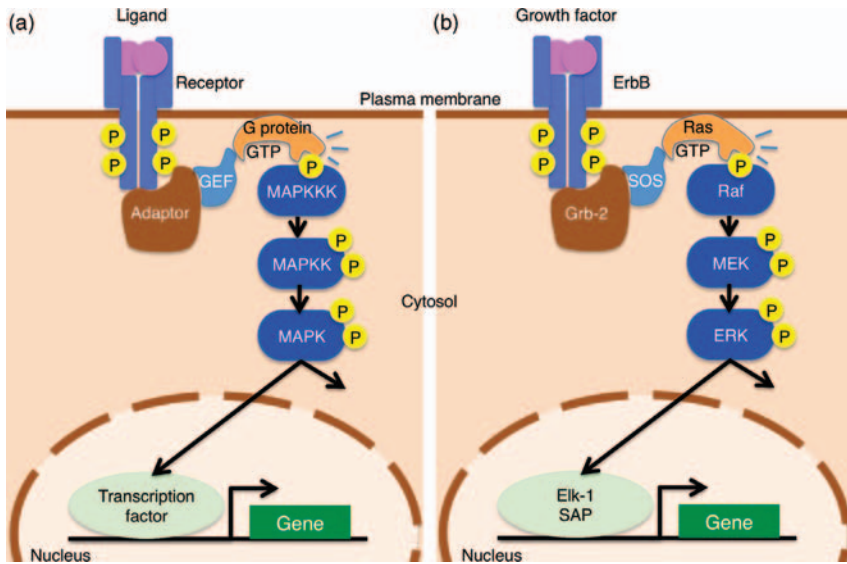 (a)
Ligand
Receptor
Plasma membrane
P
P
P
P
G protein
GTP
P
GEF
Adaptor
MAPKKK
P
MAPKK
P
Cytosol
P
MAPK
P
Transcription
factor
Gene
Nucleus
(b)
Growth factor
ErbB
P
P
P
P
Ras
GTP
P
SOS
Grb-2
Raf
P
MEK
P
P
ERK
P
Elk-1
SAP
Gene
Nucleus